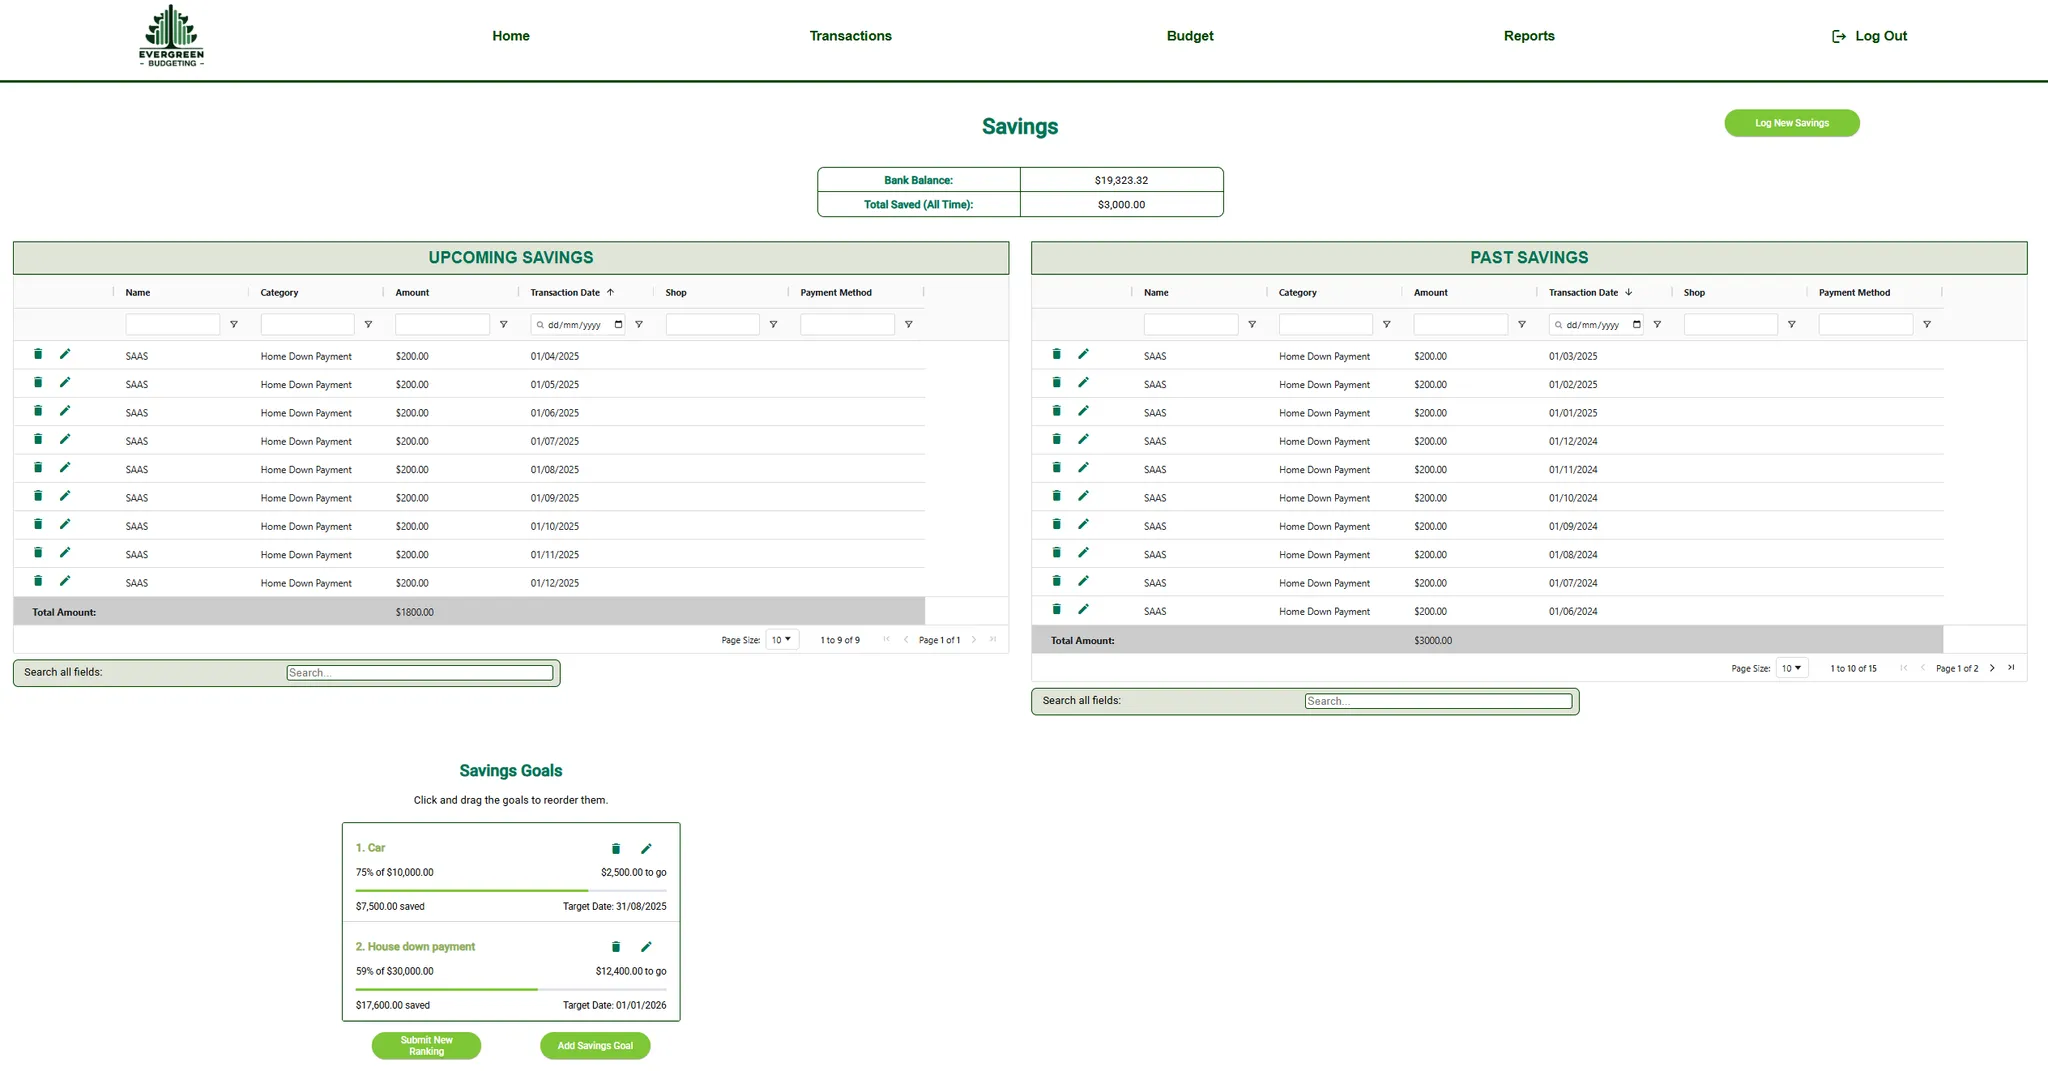 EVERGREEN
- BUDGETING -
Home
Transactions
Budget
Reports
Log Out
Savings
Log New Savings
Bank Balance: $19,323.32
Total Saved (All Time): $3,000.00
UPCOMING SAVINGS
Name Category Amount Transaction Date Shop Payment Method
dd/mm/yyyy
SAAS Home Down Payment $200.00 01/04/2025
SAAS Home Down Payment $200.00 01/05/2025
SAAS Home Down Payment $200.00 01/06/2025
SAAS Home Down Payment $200.00 01/07/2025
SAAS Home Down Payment $200.00 01/08/2025
SAAS Home Down Payment $200.00 01/09/2025
SAAS Home Down Payment $200.00 01/10/2025
SAAS Home Down Payment $200.00 01/11/2025
SAAS Home Down Payment $200.00 01/12/2025
Total Amount: $1800.00
Page Size: 10 1 to 9 of 9 Page 1 of 1
Search all fields: Search...
PAST SAVINGS
Name Category Amount Transaction Date Shop Payment Method
dd/mm/yyyy
SAAS Home Down Payment $200.00 01/03/2025
SAAS Home Down Payment $200.00 01/02/2025
SAAS Home Down Payment $200.00 01/01/2025
SAAS Home Down Payment $200.00 01/12/2024
SAAS Home Down Payment $200.00 01/11/2024
SAAS Home Down Payment $200.00 01/10/2024
SAAS Home Down Payment $200.00 01/09/2024
SAAS Home Down Payment $200.00 01/08/2024
SAAS Home Down Payment $200.00 01/07/2024
SAAS Home Down Payment $200.00 01/06/2024
Total Amount: $3000.00
Page Size: 10 1 to 10 of 15 Page 1 of 2
Search all fields: Search...
Savings Goals
Click and drag the goals to reorder them.
1. Car
75% of $10,000.00 $2,500.00 to go
$7,500.00 saved Target Date: 31/08/2025
2. House down payment
59% of $30,000.00 $12,400.00 to go
$17,600.00 saved Target Date: 01/01/2026
Submit New
Ranking
Add Savings Goal